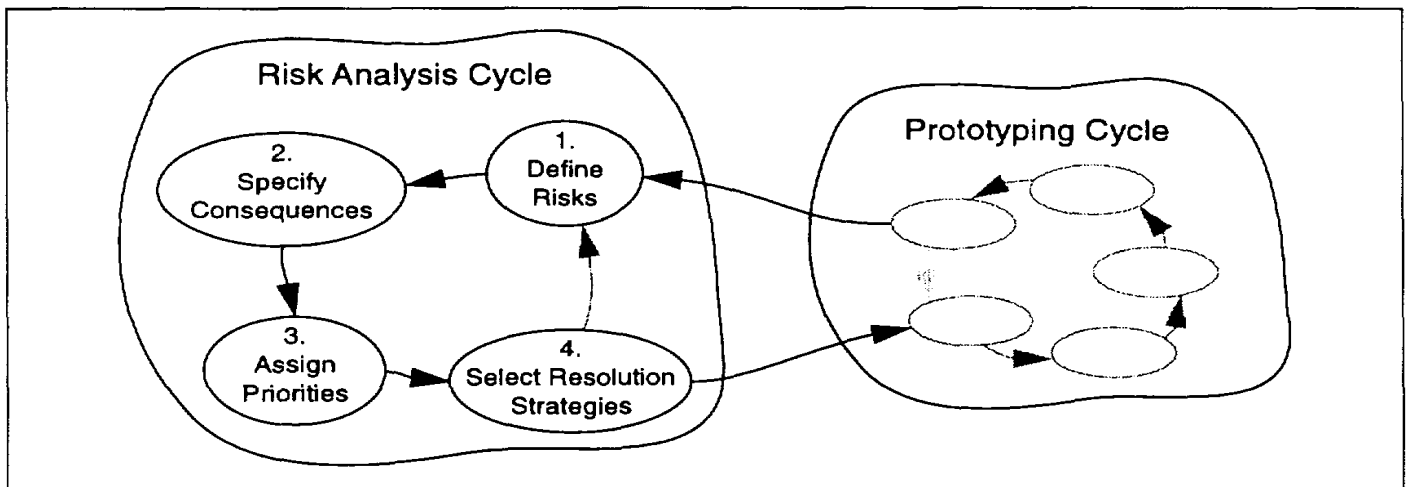 Risk Analysis Cycle
1.
Define
Risks
2.
Specify
Consequences
3.
Assign
Priorities
4.
Select Resolution
Strategies
Prototyping Cycle